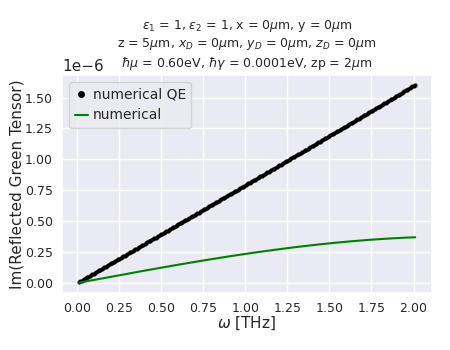 ε₁ = 1, ε₂ = 1, x = 0μm, y = 0μm
z = 5μm, x_D = 0μm, y_D = 0μm, z_D = 0μm
ħμ = 0.60eV, ħγ = 0.0001eV, zp = 2μm
1e−6
numerical QE
numerical
1.50
1.25
1.00
0.75
0.50
0.25
0.00
Im(Reflected Green Tensor)
0.00 0.25 0.50 0.75 1.00 1.25 1.50 1.75 2.00
ω [THz]